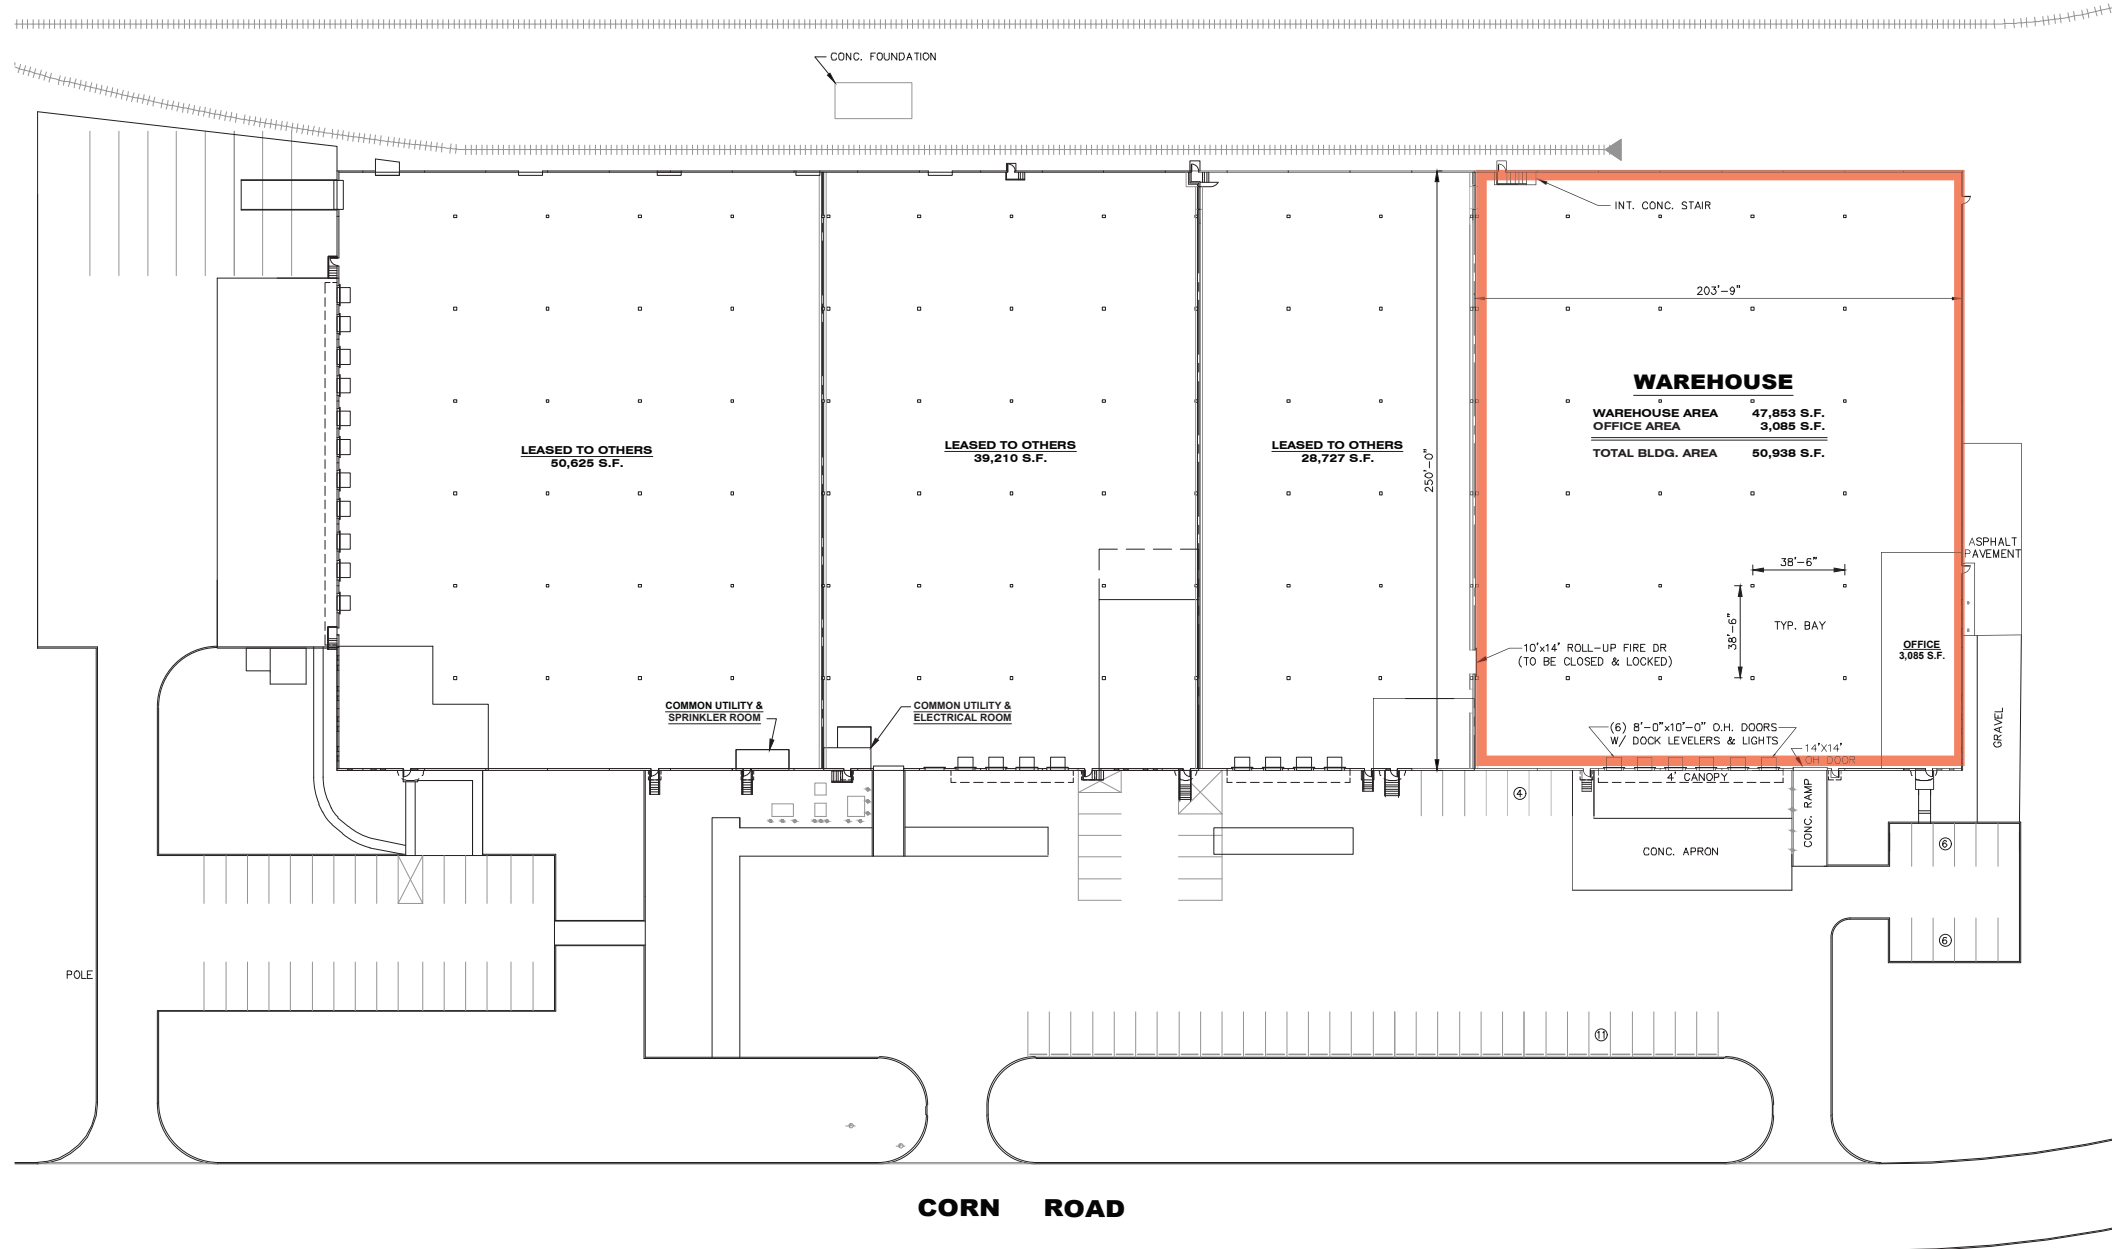 CONC. FOUNDATION
INT. CONC. STAIR
203'-9"
WAREHOUSE
WAREHOUSE AREA 47,853 S.F.
OFFICE AREA 3,085 S.F.
TOTAL BLDG. AREA 50,938 S.F.
LEASED TO OTHERS
50,625 S.F.
LEASED TO OTHERS
39,210 S.F.
LEASED TO OTHERS
28,727 S.F.
250'-0"
ASPHALT
PAVEMENT
38'-6"
38'-6"
TYP. BAY
OFFICE
3,085 S.F.
10'x14' ROLL-UP FIRE DR
(TO BE CLOSED & LOCKED)
COMMON UTILITY &
SPRINKLER ROOM
COMMON UTILITY &
ELECTRICAL ROOM
(6) 8'-0"x10'-0" O.H. DOORS
W/ DOCK LEVELERS & LIGHTS
14'X14'
OH DOOR
GRAVEL
4' CANOPY
4
CONC. RAMP
CONC. APRON
6
6
POLE
11
CORN ROAD